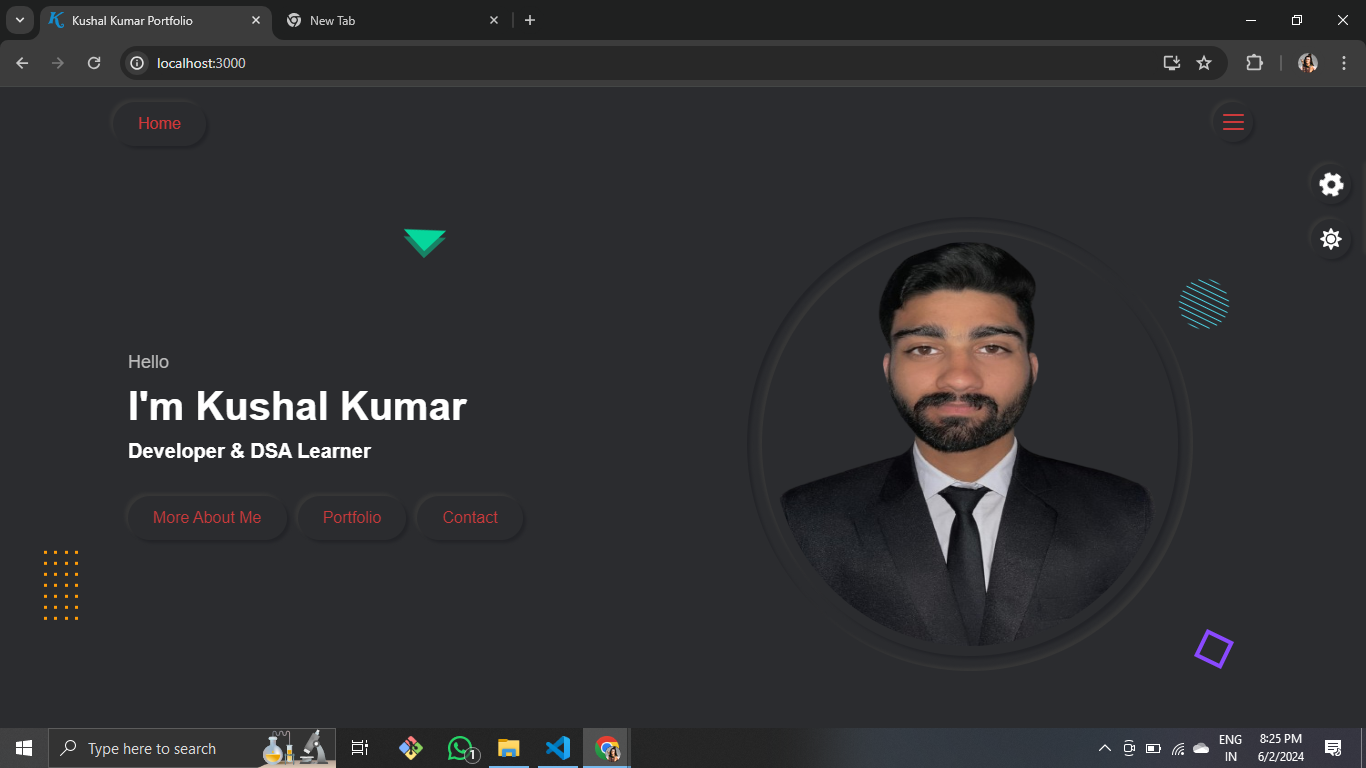 Kushal Kumar Portfolio
New Tab
localhost:3000
Home
Hello
I'm Kushal Kumar
Developer & DSA Learner
More About Me
Portfolio
Contact
Type here to search
1
ENG
IN
8:25 PM
6/2/2024